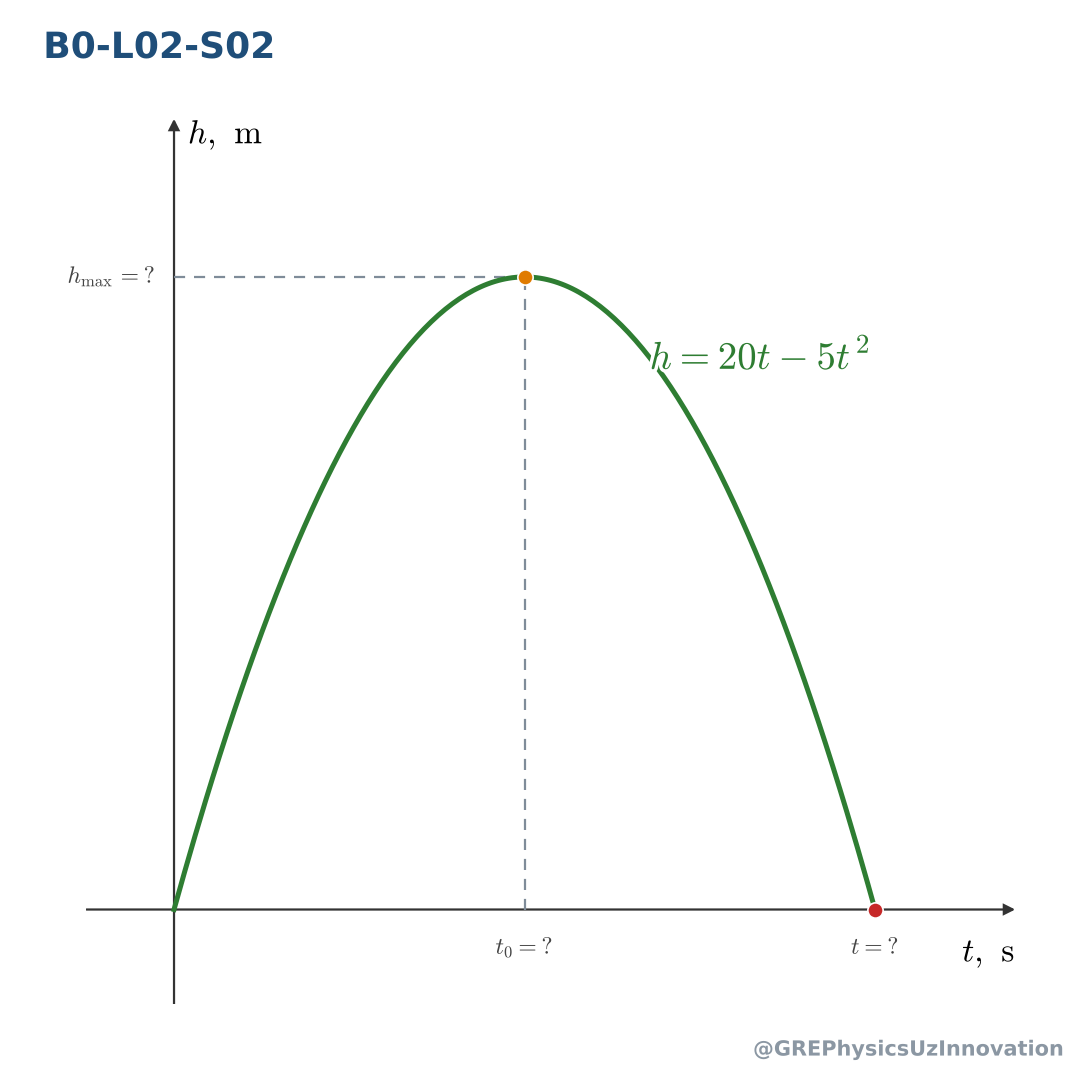 B0-L02-S02
h, m
h_max = ?
h = 20t − 5t²
t₀ = ?
t = ?
t, s
@GREPhysicsUzInnovation